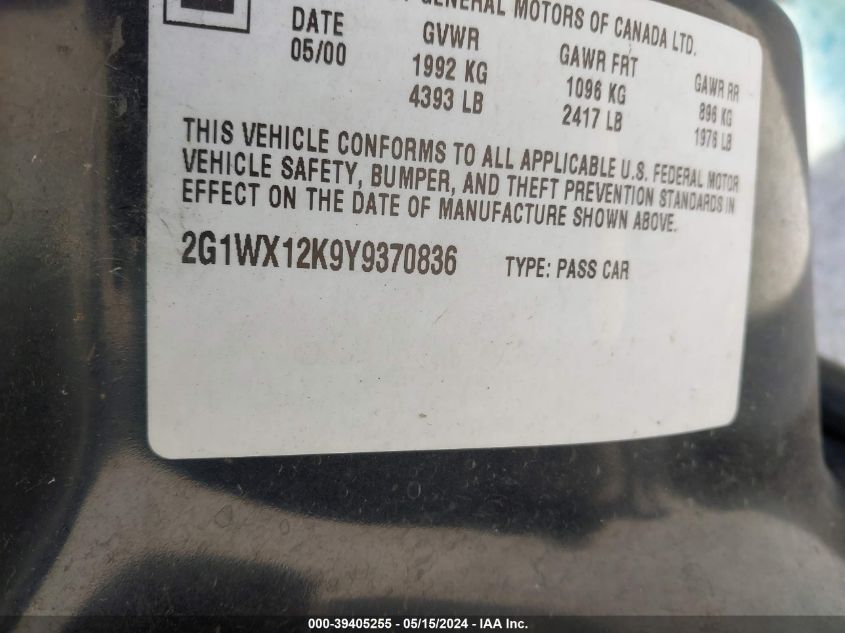 GENERAL MOTORS OF CANADA LTD.
DATE GVWR GAWR FRT GAWR RR
05/00 1992 KG 1096 KG 896 KG
4393 LB 2417 LB 1976 LB
THIS VEHICLE CONFORMS TO ALL APPLICABLE U.S. FEDERAL MOTOR
VEHICLE SAFETY, BUMPER, AND THEFT PREVENTION STANDARDS IN
EFFECT ON THE DATE OF MANUFACTURE SHOWN ABOVE.
2G1WX12K9Y9370836 TYPE: PASS CAR
000-39405255 - 05/15/2024 - IAA Inc.